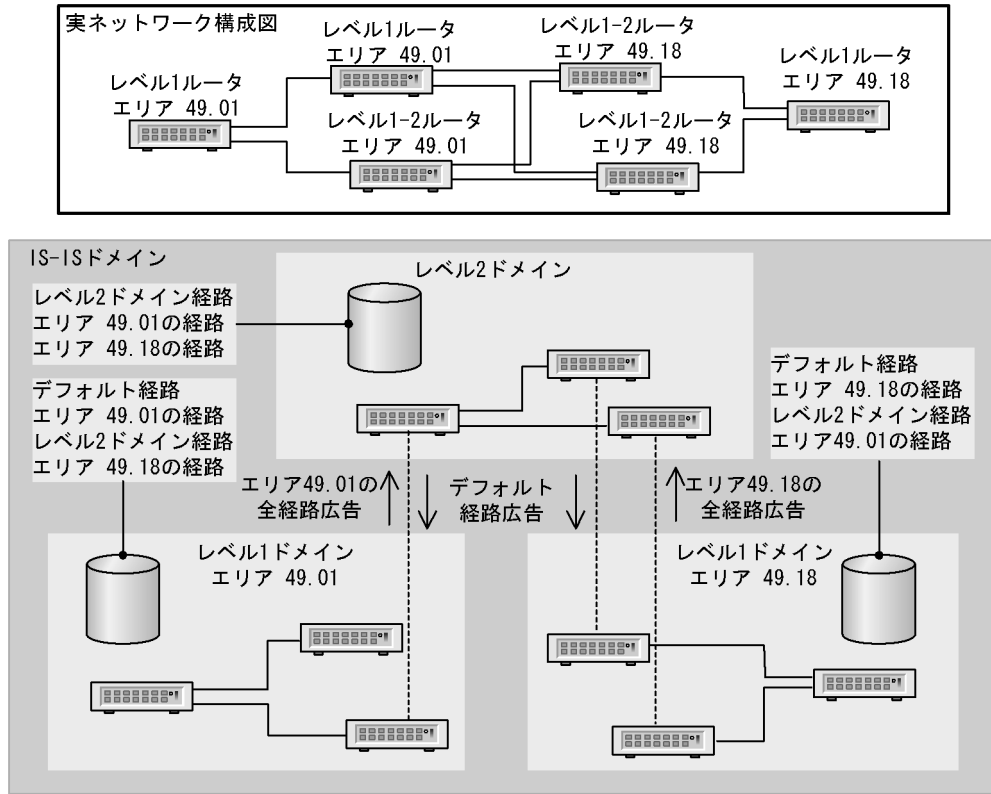 実ネットワーク構成図
レベル1ルータ
エリア 49.01
レベル1-2ルータ
エリア 49.18
レベル1ルータ
エリア 49.18
レベル1ルータ
エリア 49.01
レベル1-2ルータ
エリア 49.01
レベル1-2ルータ
エリア 49.18
IS-ISドメイン
レベル2ドメイン
レベル2ドメイン経路
エリア 49.01の経路
エリア 49.18の経路
デフォルト経路
エリア 49.01の経路
レベル2ドメイン経路
エリア 49.18の経路
デフォルト経路
エリア 49.18の経路
レベル2ドメイン経路
エリア49.01の経路
エリア49.01の
全経路広告
デフォルト
経路広告
エリア49.18の
全経路広告
レベル1ドメイン
エリア 49.01
レベル1ドメイン
エリア 49.18